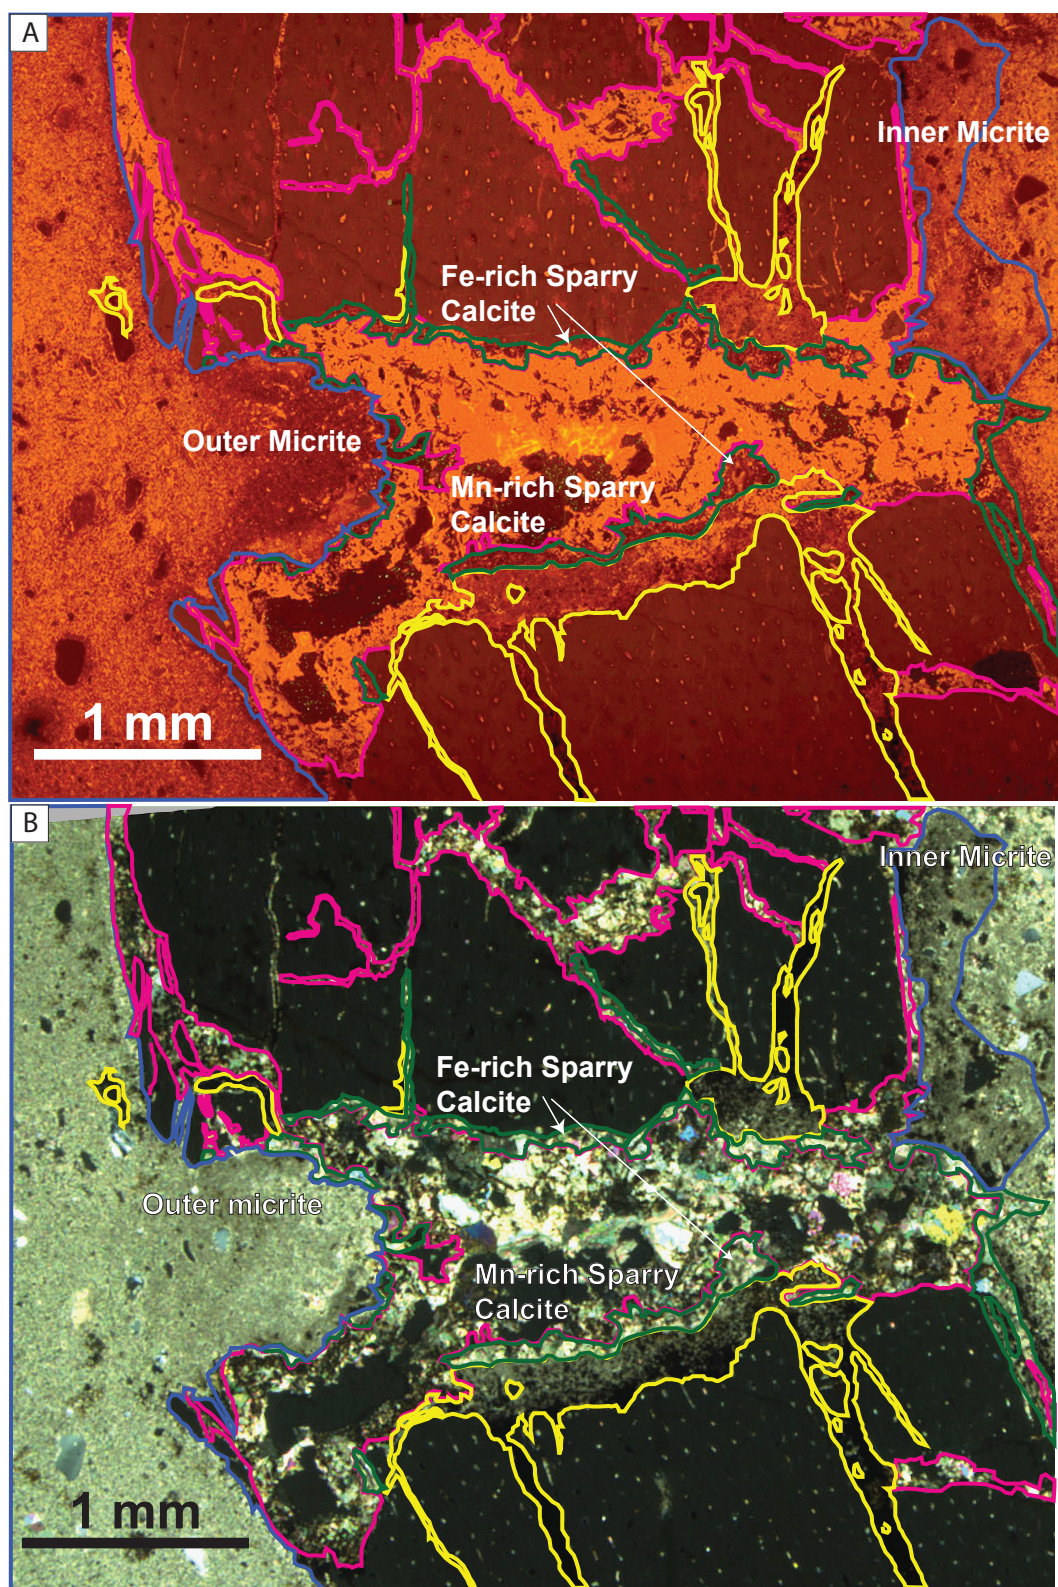 A
Inner Micrite
Fe-rich Sparry
Calcite
Outer Micrite
Mn-rich Sparry
Calcite
1 mm
B
Inner Micrite
Fe-rich Sparry
Calcite
Outer micrite
Mn-rich Sparry
Calcite
1 mm